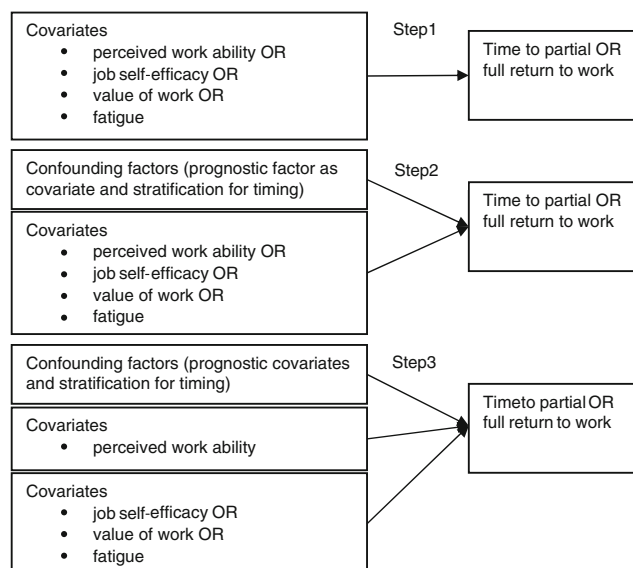 Covariates
• perceived work ability OR
• job self-efficacy OR
• value of work OR
• fatigue
Step1
Time to partial OR
full return to work
Confounding factors (prognostic factor as
covariate and stratification for timing)
Covariates
• perceived work ability OR
• job self-efficacy OR
• value of work OR
• fatigue
Step2
Time to partial OR
full return to work
Confounding factors (prognostic covariates
and stratification for timing)
Covariates
• perceived work ability
Covariates
• job self-efficacy OR
• value of work OR
• fatigue
Step3
Timeto partial OR
full return to work